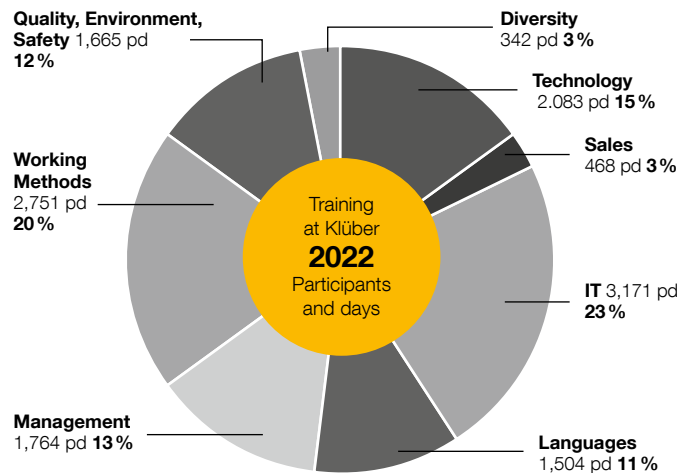 Quality, Environment,
Safety 1,665 pd
12 %
Diversity
342 pd 3 %
Technology
2.083 pd 15 %
Sales
468 pd 3 %
Working
Methods
2,751 pd
20 %
Training
at Klüber
2022
Participants
and days
IT 3,171 pd
23 %
Management
1,764 pd 13 %
Languages
1,504 pd 11 %